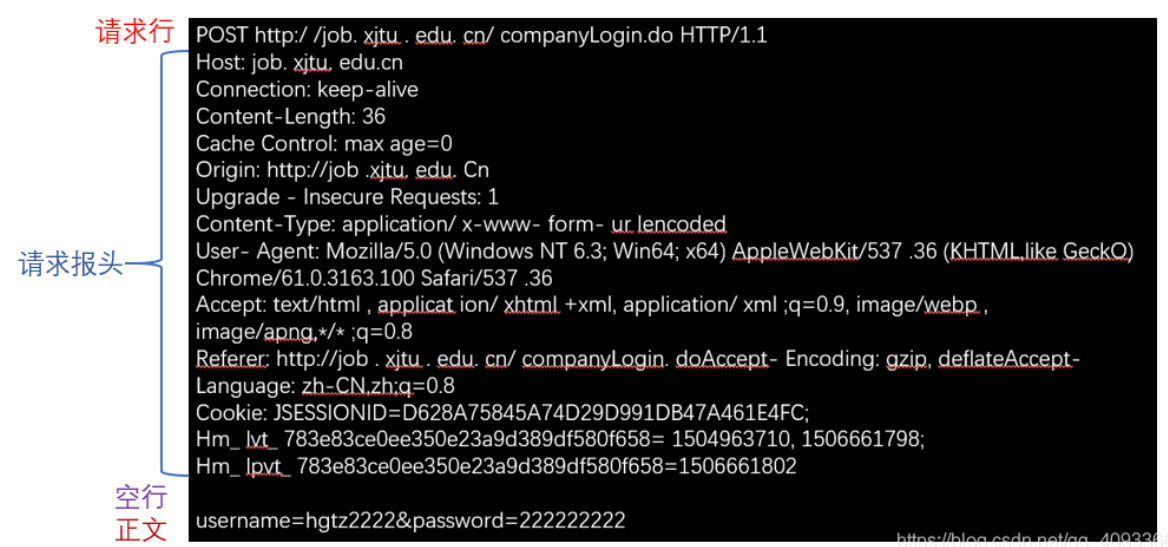 请求行
POST http:/ /job. xjtu . edu. cn/ companyLogin.do HTTP/1.1
Host: job. xjtu. edu.cn
Connection: keep-alive
Content-Length: 36
Cache Control: max age=0
Origin: http://job .xjtu. edu. Cn
Upgrade - Insecure Requests: 1
Content-Type: application/ x-www- form- ur lencoded
请求报头
User- Agent: Mozilla/5.0 (Windows NT 6.3; Win64; x64) AppleWebKit/537 .36 (KHTML,like GeckO)
Chrome/61.0.3163.100 Safari/537 .36
Accept: text/html , applicat ion/ xhtml +xml, application/ xml ;q=0.9, image/webp ,
image/apng,*/* ;q=0.8
Referer: http://job . xjtu . edu. cn/ companyLogin. doAccept- Encoding: gzip, deflateAccept-
Language: zh-CN,zh;q=0.8
Cookie: JSESSIONID=D628A75845A74D29D991DB47A461E4FC;
Hm_ lvt_ 783e83ce0ee350e23a9d389df580f658= 1504963710, 1506661798;
Hm_ lpvt_ 783e83ce0ee350e23a9d389df580f658=1506661802
空行
正文
username=hgtz2222&password=222222222